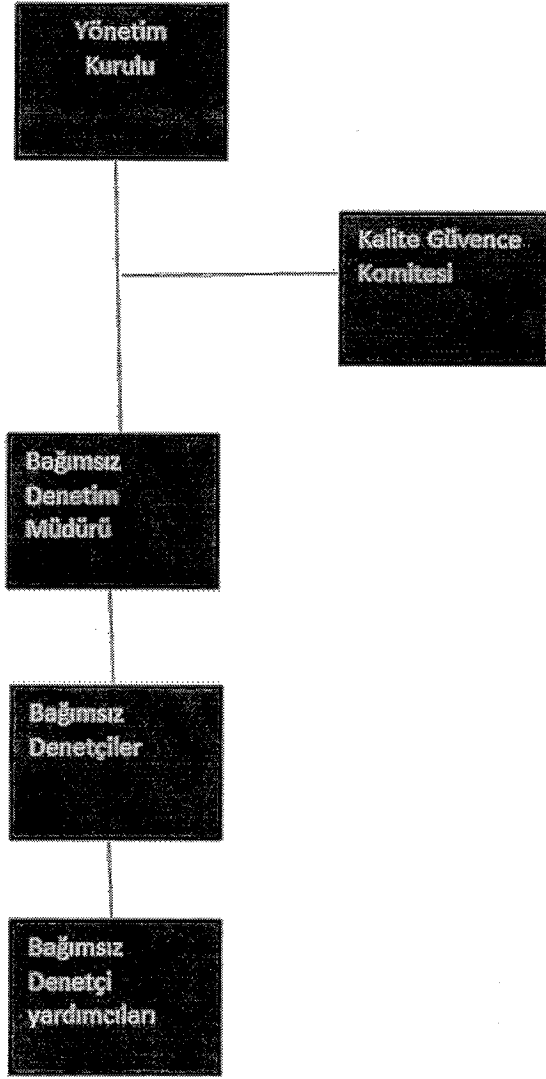 Yönetim
Kurulu
Kalite Güvence
Komitesi
Bağımsız
Denetim
Müdürü
Bağımsız
Denetçiler
Bağımsız
Denetçi
yardımcıları